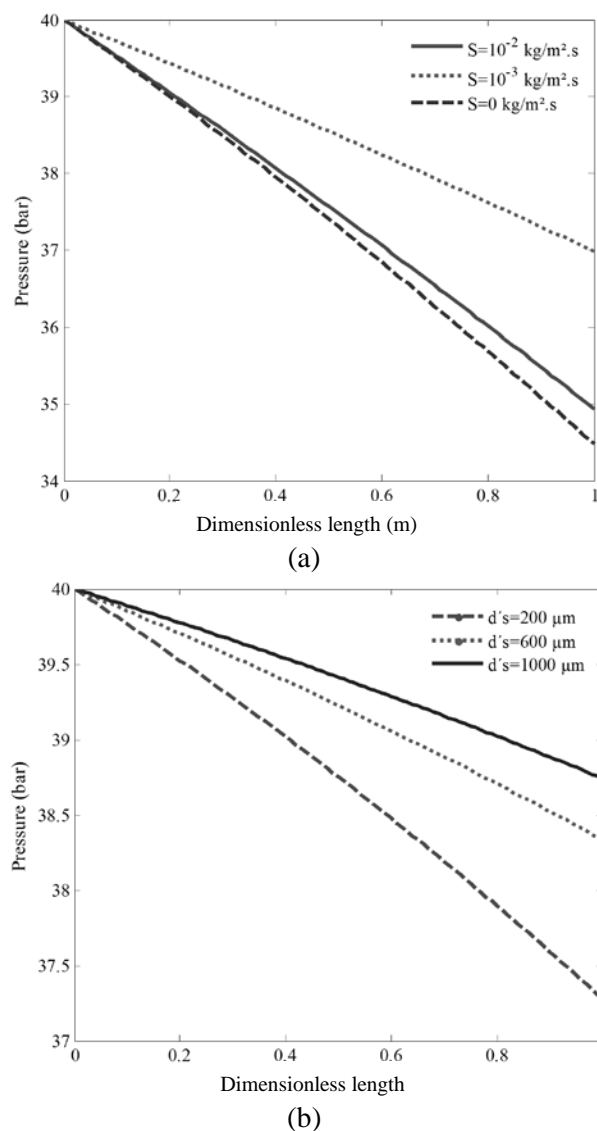 40
39
38
37
36
35
34
Pressure (bar)
S=10⁻² kg/m².s
S=10⁻³ kg/m².s
S=0 kg/m².s
0 0.2 0.4 0.6 0.8 1
Dimensionless length (m)
(a)
40
39.5
39
38.5
38
37.5
37
Pressure (bar)
d´s=200 µm
d´s=600 µm
d´s=1000 µm
0 0.2 0.4 0.6 0.8
Dimensionless length
(b)